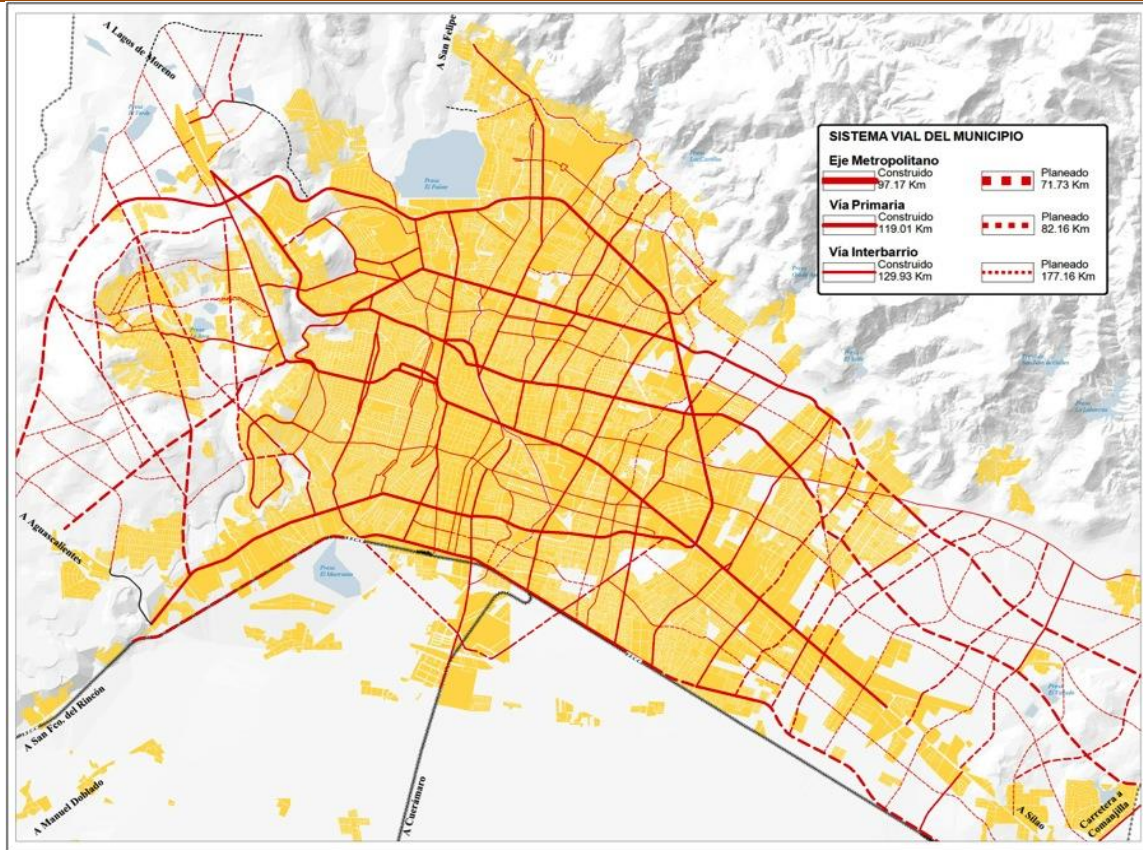 A Lagos de Moreno
A San Felipe
SISTEMA VIAL DEL MUNICIPIO
Eje Metropolitano
Construido
97.17 Km
Planeado
71.73 Km
Vía Primaria
Construido
119.01 Km
Planeado
82.16 Km
Vía Interbarrio
Construido
129.93 Km
Planeado
177.16 Km
Presa
El Palote
Presa
A Aguascalientes
Presa
A San Fco. del Rincón
A Manuel Doblado
A Cuerámaro
A Silao
Carretera a
Comanjilla